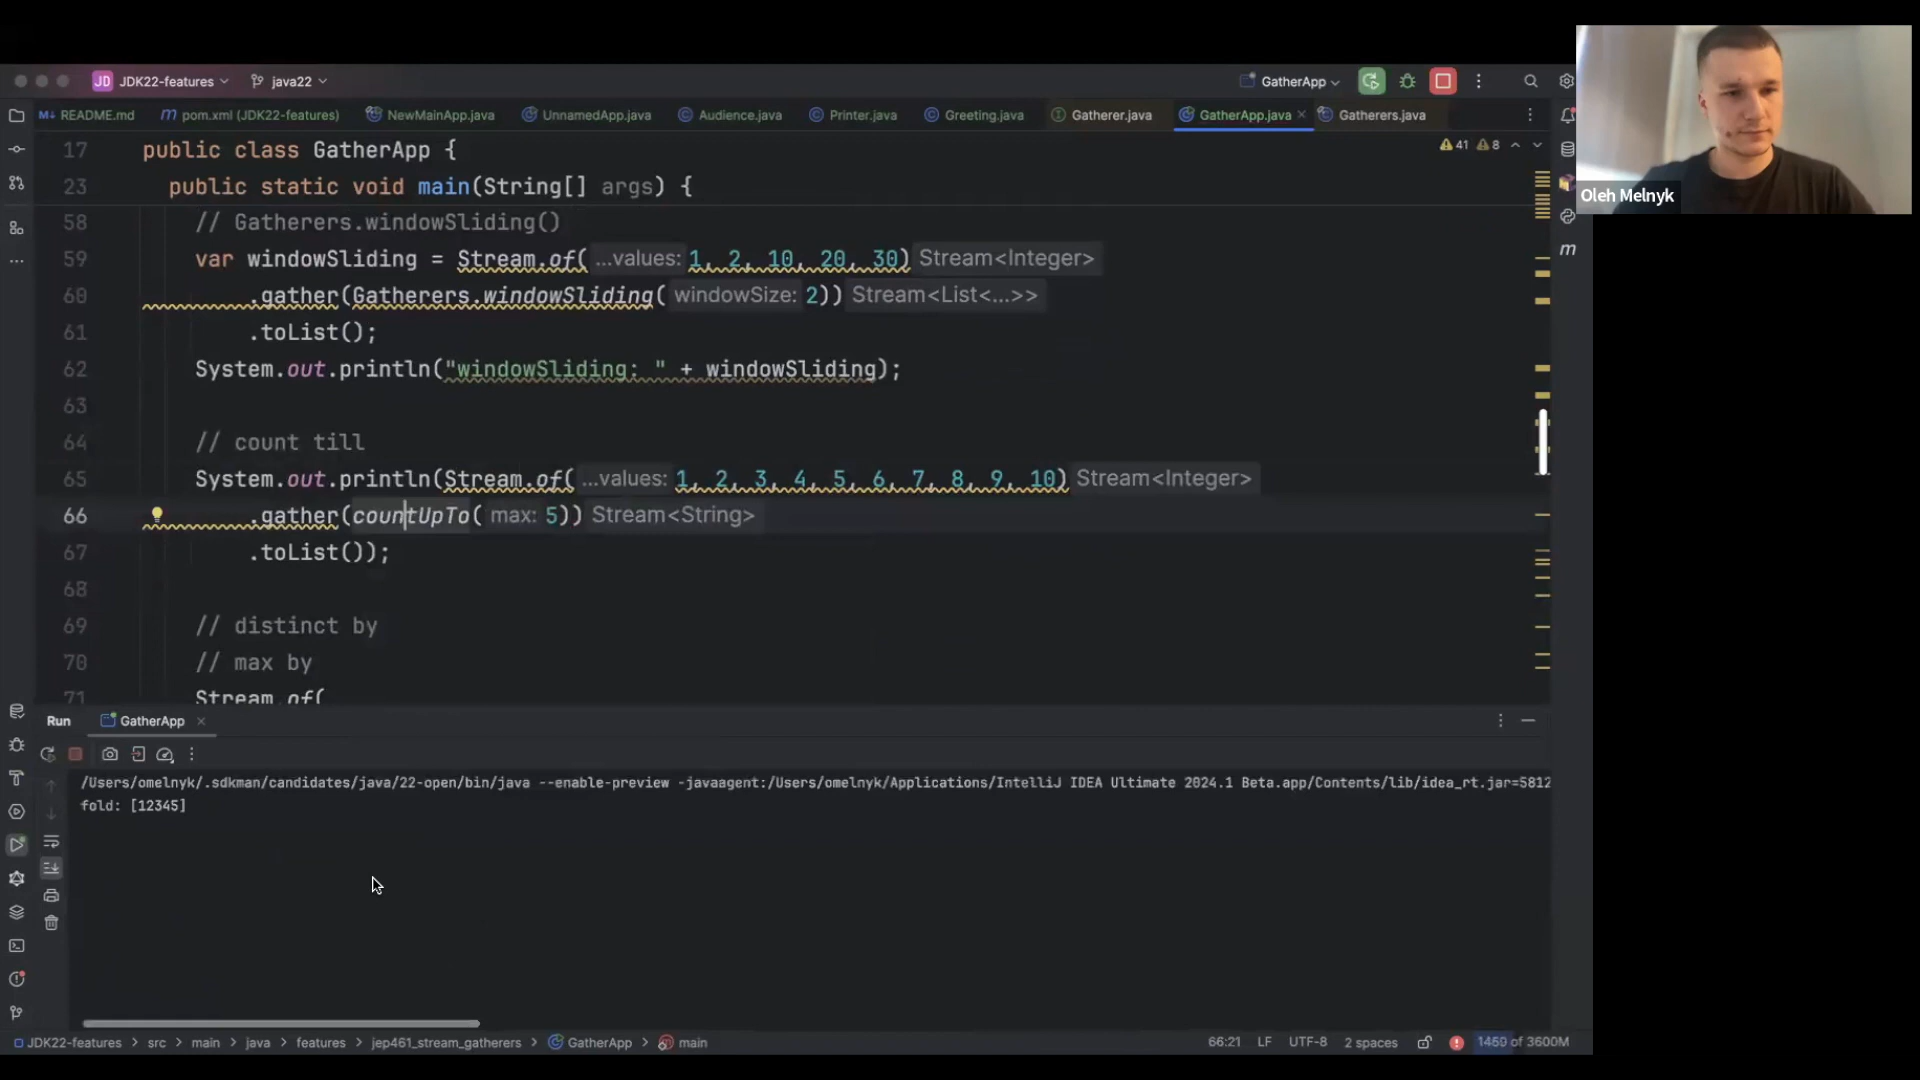 JD JDK22-features java22 GatherApp
README.md pom.xml (JDK22-features) NewMainApp.java UnnamedApp.java Audience.java Printer.java Greeting.java Gatherer.java GatherApp.java Gatherers.java
17 public class GatherApp { 41 8
23 public static void main(String[] args) {
58 // Gatherers.windowSliding()
59 var windowSliding = Stream.of( ...values: 1, 2, 10, 20, 30) Stream<Integer>
60 .gather(Gatherers.windowSliding( windowSize: 2)) Stream<List<...>>
61 .toList();
62 System.out.println("windowSliding: " + windowSliding);
63
64 // count till
65 System.out.println(Stream.of( ...values: 1, 2, 3, 4, 5, 6, 7, 8, 9, 10) Stream<Integer>
66 .gather(countUpTo( max: 5)) Stream<String>
67 .toList());
68
69 // distinct by
70 // max by
71 Stream.of(
Oleh Melnyk
Run GatherApp
/Users/omelnyk/.sdkman/candidates/java/22-open/bin/java --enable-preview -javaagent:/Users/omelnyk/Applications/IntelliJ IDEA Ultimate 2024.1 Beta.app/Contents/lib/idea_rt.jar=5812
fold: [12345]
JDK22-features > src > main > java > features > jep461_stream_gatherers > GatherApp > main 66:21 LF UTF-8 2 spaces 1460 of 3600M